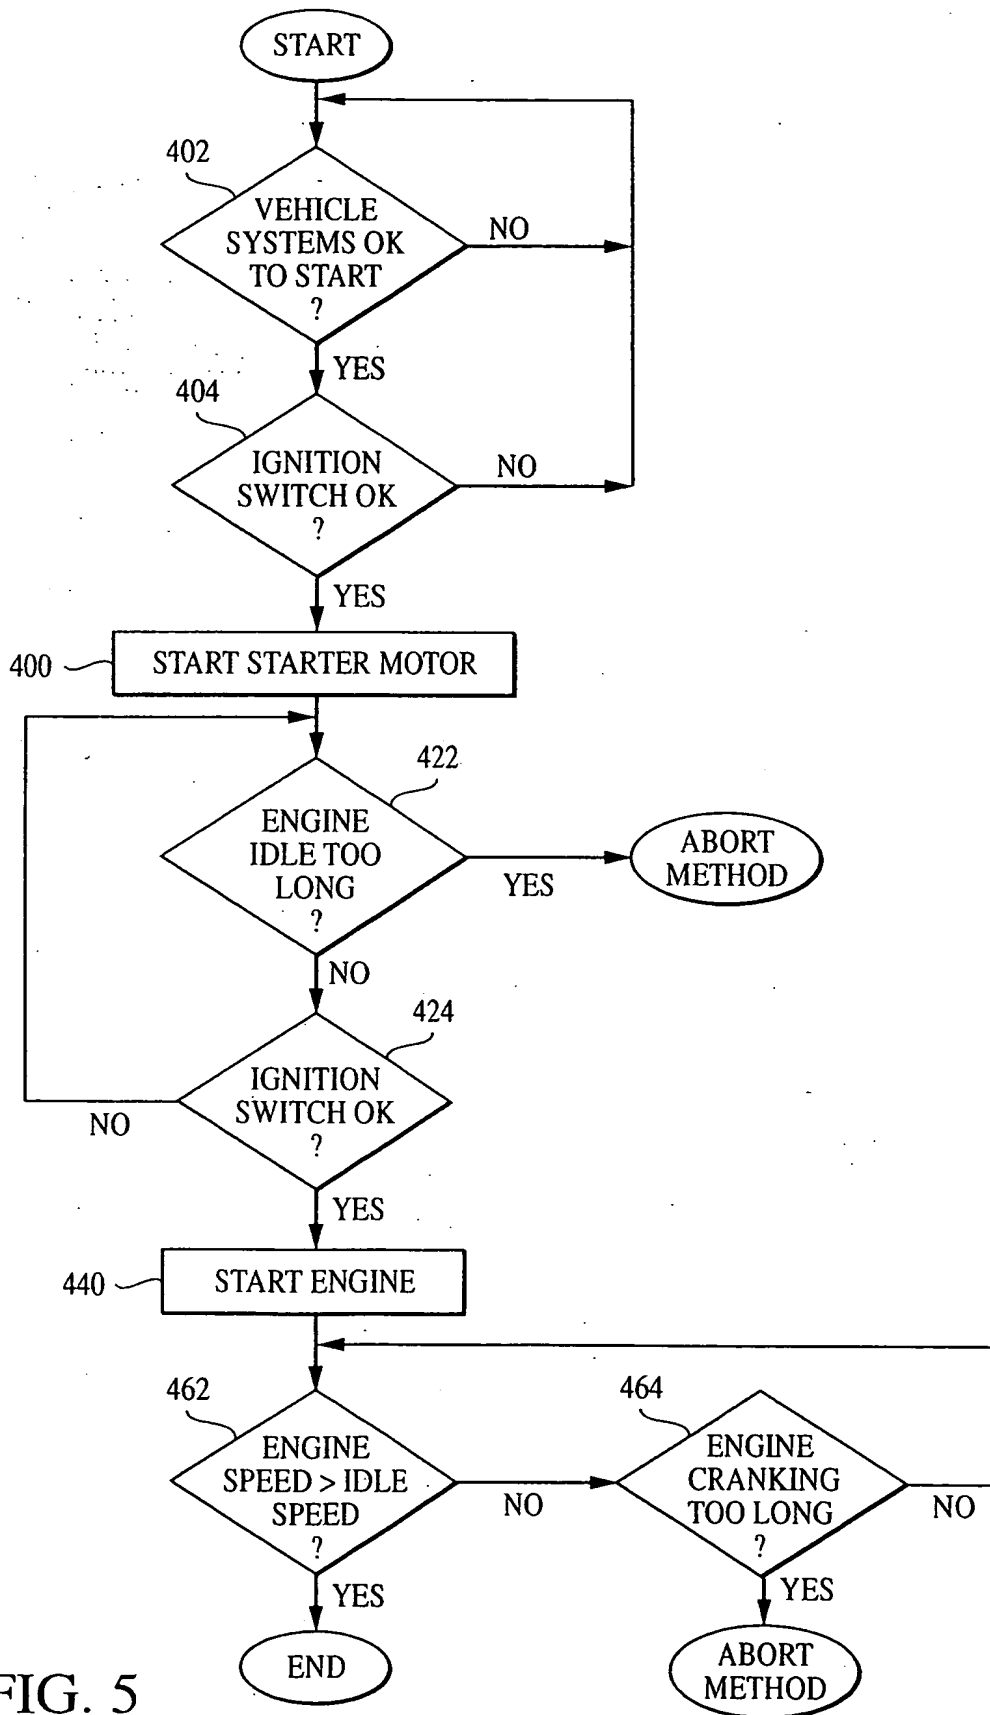 START
402
VEHICLE
SYSTEMS OK
TO START
?
NO
YES
404
IGNITION
SWITCH OK
?
NO
YES
400
START STARTER MOTOR
422
ENGINE
IDLE TOO
LONG
?
YES
ABORT
METHOD
NO
424
IGNITION
SWITCH OK
?
NO
YES
440
START ENGINE
462
ENGINE
SPEED > IDLE
SPEED
?
NO
464
ENGINE
CRANKING
TOO LONG
?
NO
YES
YES
END
ABORT
METHOD
FIG. 5